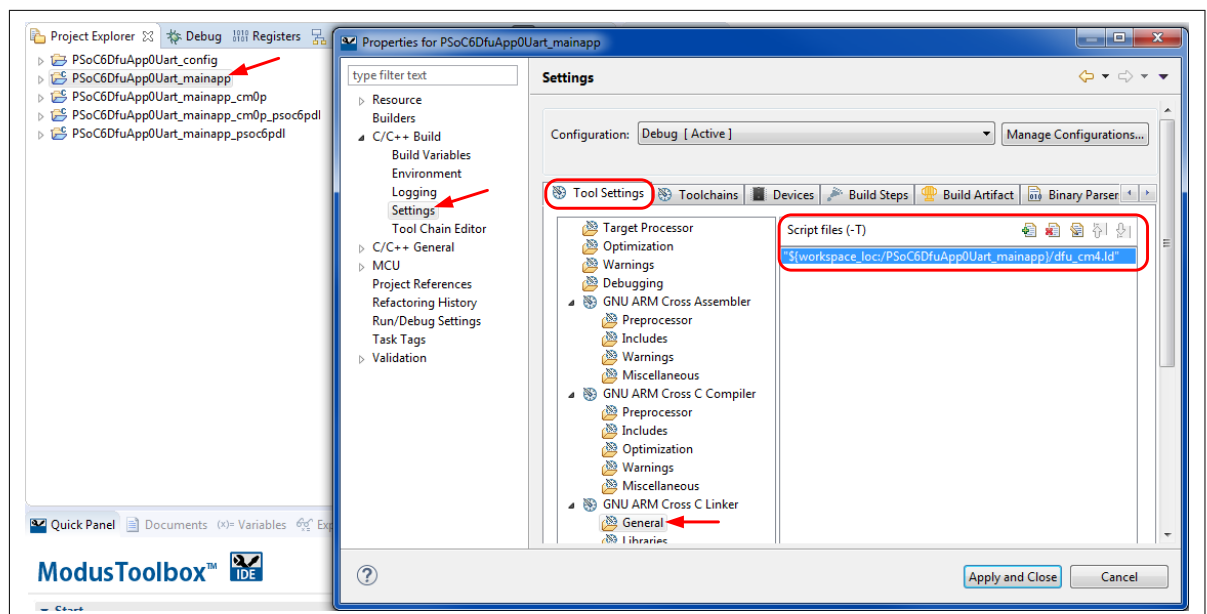 Project Explorer
Debug
Registers
PSoC6DfuApp0Uart_config
PSoC6DfuApp0Uart_mainapp
PSoC6DfuApp0Uart_mainapp_cm0p
PSoC6DfuApp0Uart_mainapp_cm0p_psoc6pdl
PSoC6DfuApp0Uart_mainapp_psoc6pdl
Quick Panel
Documents
(x)= Variables
ModusToolbox™
IDE
Start
Properties for PSoC6DfuApp0Uart_mainapp
type filter text
Resource
Builders
C/C++ Build
Build Variables
Environment
Logging
Settings
Tool Chain Editor
C/C++ General
MCU
Project References
Refactoring History
Run/Debug Settings
Task Tags
Validation
Settings
Configuration: Debug [ Active ]
Manage Configurations...
Tool Settings
Toolchains
Devices
Build Steps
Build Artifact
Binary Parser
Target Processor
Optimization
Warnings
Debugging
GNU ARM Cross Assembler
Preprocessor
Includes
Warnings
Miscellaneous
GNU ARM Cross C Compiler
Preprocessor
Includes
Optimization
Warnings
Miscellaneous
GNU ARM Cross C Linker
General
Libraries
Script files (-T)
"${workspace_loc:/PSoC6DfuApp0Uart_mainapp}/dfu_cm4.ld"
Apply and Close
Cancel